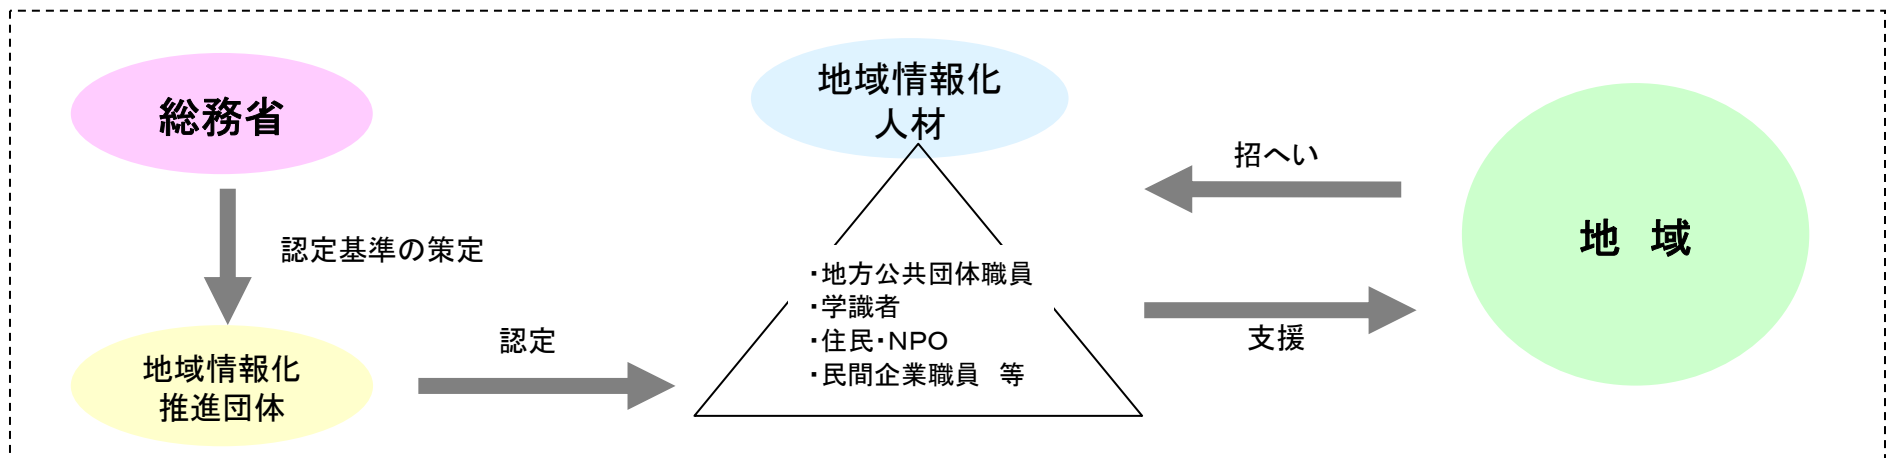 総務省
認定基準の策定
地域情報化
推進団体
認定
地域情報化
人材
・地方公共団体職員
・学識者
・住民・NPO
・民間企業職員　等
招へい
支援
地　域